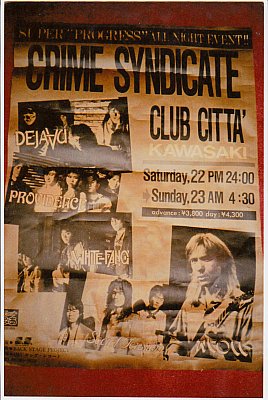 SUPER "PROGRESS" ALL NIGHT EVENT!!
CRIME SYNDICATE
DEJAVU
CLUB CITTA'
KAWASAKI
PROVIDENCE
Saturday, 22 PM 24:00
Sunday, 23 AM 4:30
advance: ¥3,800 day: ¥4,300
WHITE-FANG